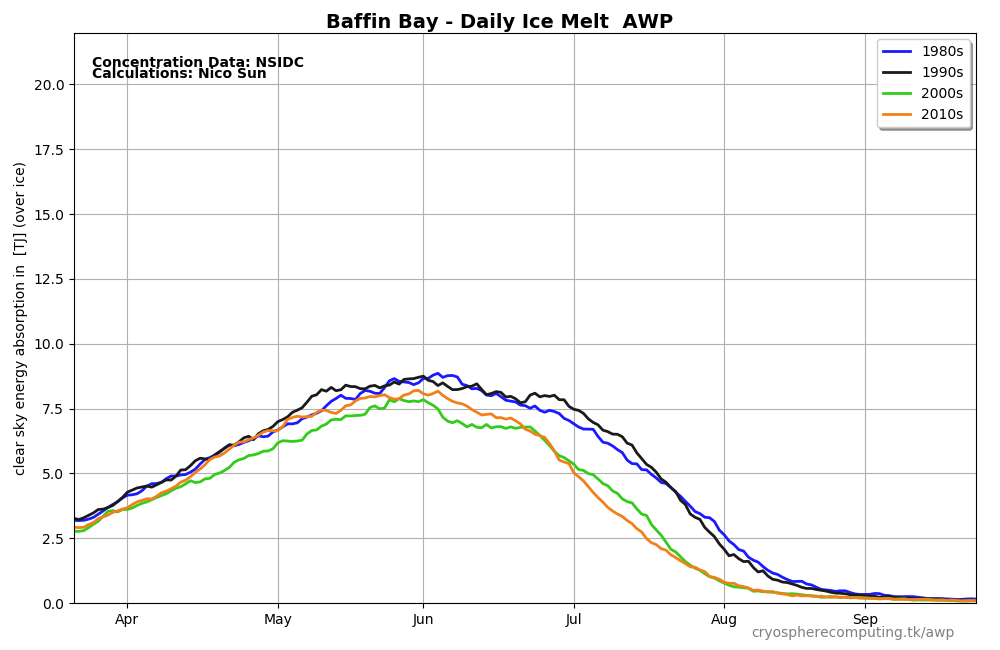 Baffin Bay - Daily Ice Melt  AWP
Concentration Data: NSIDC
Calculations: Nico Sun
1980s
1990s
2000s
2010s
clear sky energy absorption in  [TJ] (over ice)
20.0
17.5
15.0
12.5
10.0
7.5
5.0
2.5
0.0
Apr May Jun Jul Aug Sep
cryospherecomputing.tk/awp